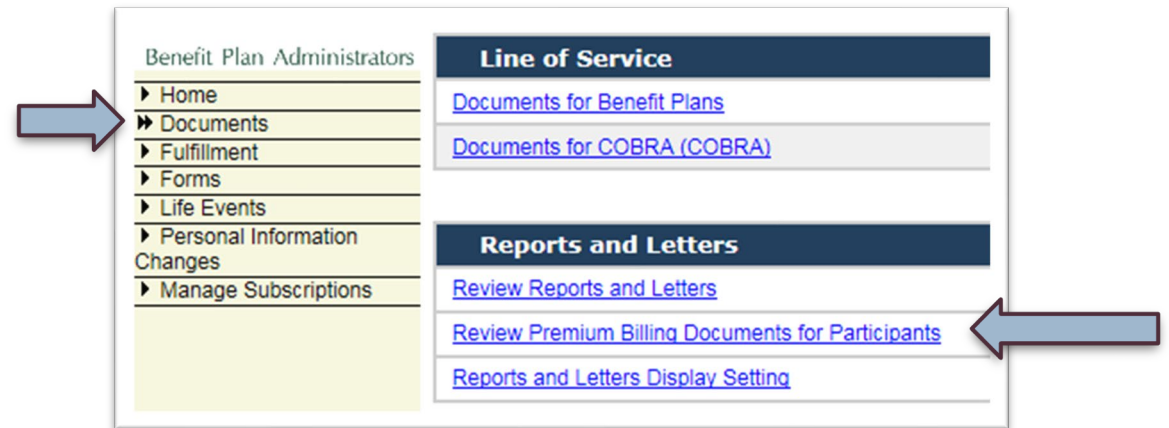 Benefit Plan Administrators
Home
Documents
Fulfillment
Forms
Life Events
Personal Information
Changes
Manage Subscriptions
Line of Service
Documents for Benefit Plans
Documents for COBRA (COBRA)
Reports and Letters
Review Reports and Letters
Review Premium Billing Documents for Participants
Reports and Letters Display Setting